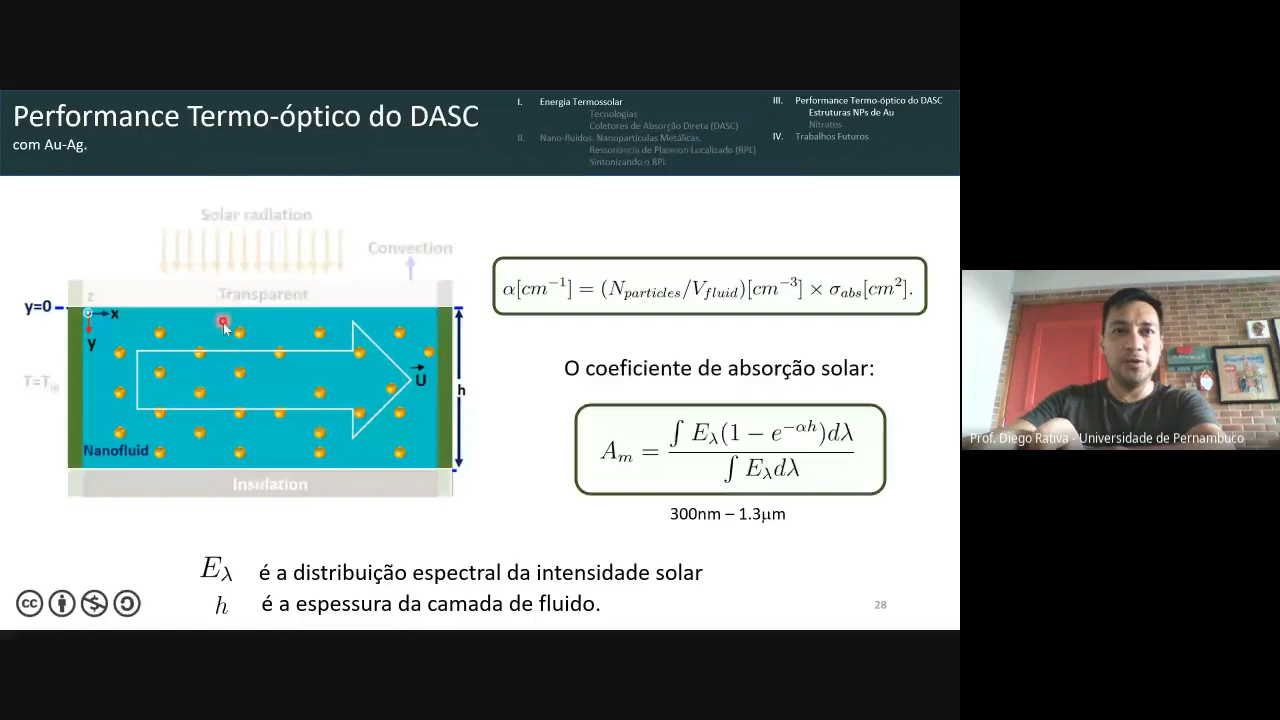 Performance Termo-óptico do DASC
com Au-Ag.
I. Energia Termossolar
Tecnologias
Coletores de Absorção Direta (DASC)
II. Nano-fluidos. Nanopartículas Metálicas.
Ressonancia de Plasmon Localizado (RPL)
Sintonizando o RPL
III. Performance Termo-óptico do DASC
Estruturas NPs de Au
Nitratos
IV. Trabalhos Futuros
Solar radiation
Convection
Transparent
y=0
z
x
y
T=T
U
h
Nanofluid
Insulation
α[cm⁻¹] = (N_particles/V_fluid)[cm⁻³] × σ_abs[cm²].
O coeficiente de absorção solar:
A_m = ∫ E_λ(1 − e^{−αh})dλ / ∫ E_λdλ
300nm – 1.3µm
E_λ é a distribuição espectral da intensidade solar
h é a espessura da camada de fluido.
cc
28
Prof. Diego Rativa - Universidade de Pernambuco